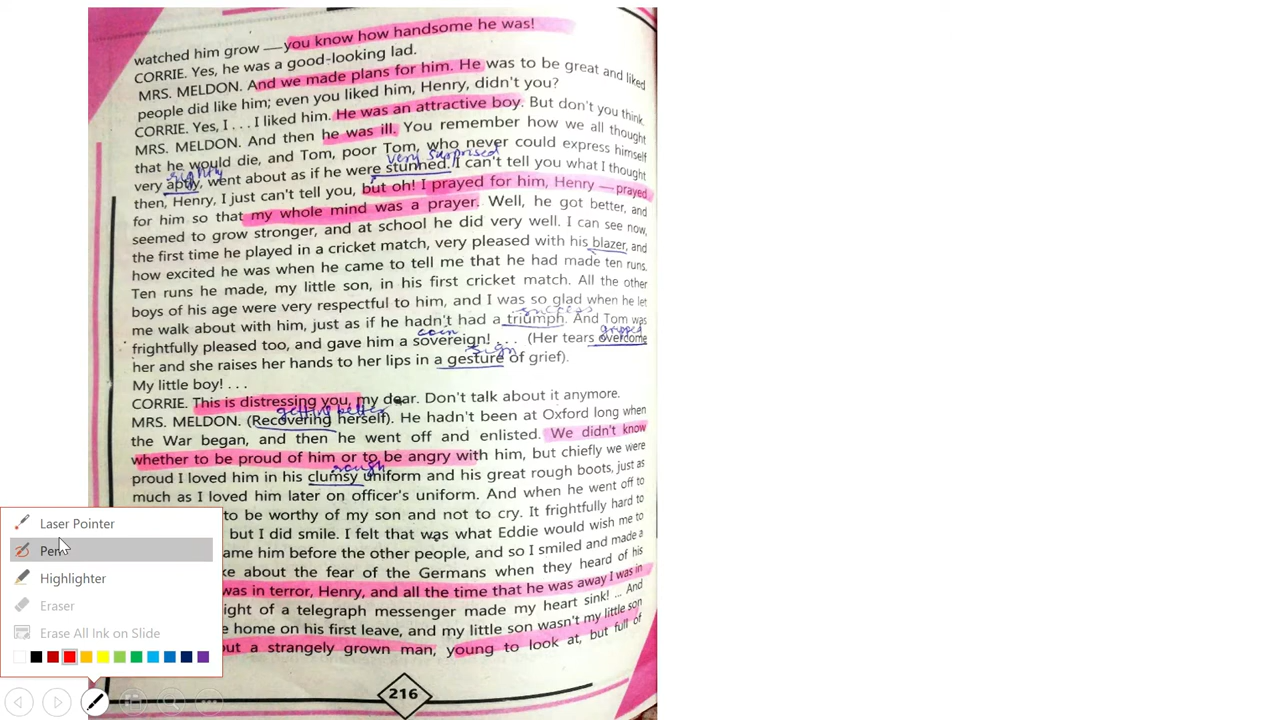 watched him grow —you know how handsome he was!
CORRIE. Yes, he was a good-looking lad.
MRS. MELDON. And we made plans for him. He was to be great and liked
people did like him; even you liked him, Henry, didn't you?
CORRIE. Yes, I . . . I liked him. He was an attractive boy. But don't you think
MRS. MELDON. And then he was ill. You remember how we all thought
that he would die, and Tom, poor Tom, who never could express himself
rightly very surprised
very aptly, went about as if he were stunned. I can't tell you what I thought
then, Henry, I just can't tell you, but oh! I prayed for him, Henry — prayed
for him so that my whole mind was a prayer. Well, he got better, and
seemed to grow stronger, and at school he did very well. I can see now,
the first time he played in a cricket match, very pleased with his blazer, and
how excited he was when he came to tell me that he had made ten runs.
Ten runs he made, my little son, in his first cricket match. All the other
boys of his age were very respectful to him, and I was so glad when he let
success
me walk about with him, just as if he hadn't had a triumph. And Tom was
coin gripped
frightfully pleased too, and gave him a sovereign! . . . (Her tears overcome
sign
her and she raises her hands to her lips in a gesture of grief).
My little boy! . . .
CORRIE. This is distressing you, my dear. Don't talk about it anymore.
getting better
MRS. MELDON. (Recovering herself). He hadn't been at Oxford long when
the War began, and then he went off and enlisted. We didn't know
whether to be proud of him or to be angry with him, but chiefly we were
rough
proud I loved him in his clumsy uniform and his great rough boots, just as
much as I loved him later on officer's uniform. And when he went off to
to be worthy of my son and not to cry. It frightfully hard to
but I did smile. I felt that was what Eddie would wish me to
ame him before the other people, and so I smiled and made a
ke about the fear of the Germans when they heard of his
was in terror, Henry, and all the time that he was away I was in
ight of a telegraph messenger made my heart sink! ... And
e home on his first leave, and my little son wasn't my little son
but a strangely grown man, young to look at, but full of
216
Laser Pointer
Pen
Highlighter
Eraser
Erase All Ink on Slide